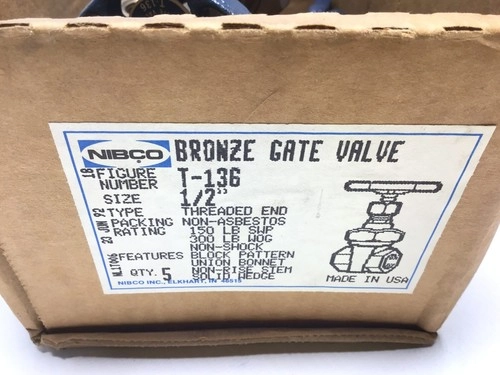 NIBCO
BRONZE GATE VALVE
FIGURE NUMBER T-136
SIZE 1/2"
TYPE THREADED END
PACKING NON-ASBESTOS
RATING 150 LB SWP
300 LB WOG
NON-SHOCK
FEATURES BLOCK PATTERN
UNION BONNET
NON-RISE STEM
QTY. 5 SOLID WEDGE
MADE IN USA
NIBCO INC., ELKHART, IN 46515